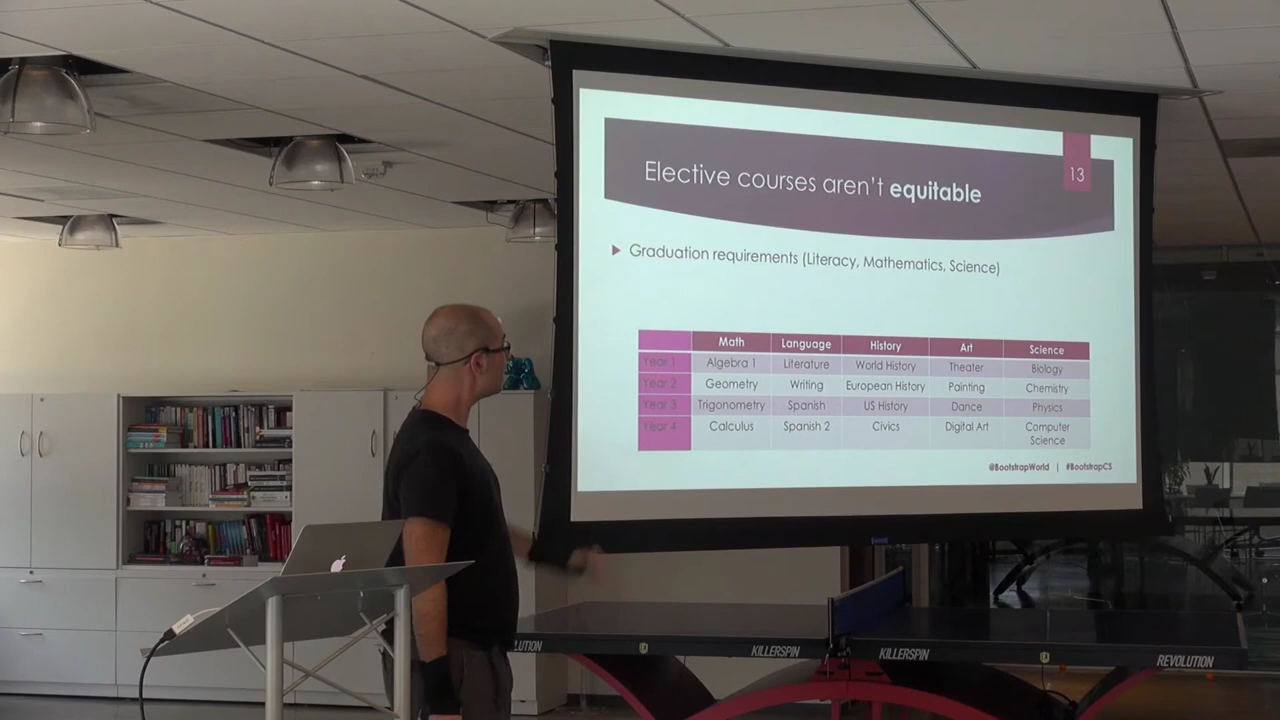 Elective courses aren't equitable
13
Graduation requirements (Literacy, Mathematics, Science)
Math Language History Art Science
Year 1 Algebra 1 Literature World History Theater Biology
Year 2 Geometry Writing European History Painting Chemistry
Year 3 Trigonometry Spanish US History Dance Physics
Year 4 Calculus Spanish 2 Civics Digital Art Computer Science
@BootstrapWorld | #BootstrapCS
LUTION KILLERSPIN KILLERSPIN REVOLUTION